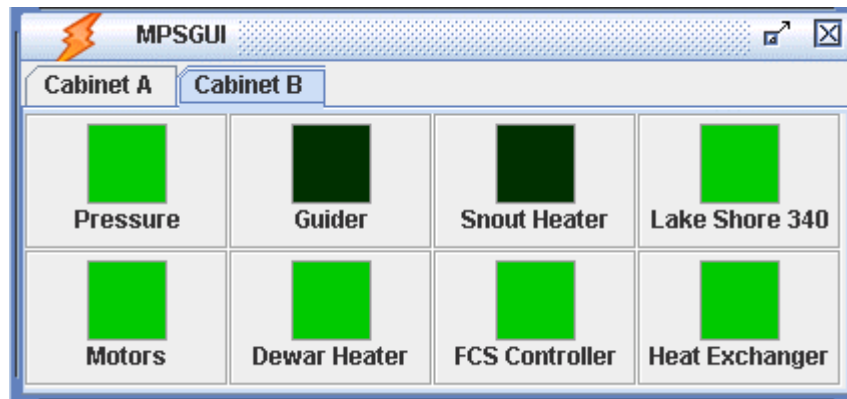 MPSGUI
Cabinet A Cabinet B
Pressure Guider Snout Heater Lake Shore 340
Motors Dewar Heater FCS Controller Heat Exchanger